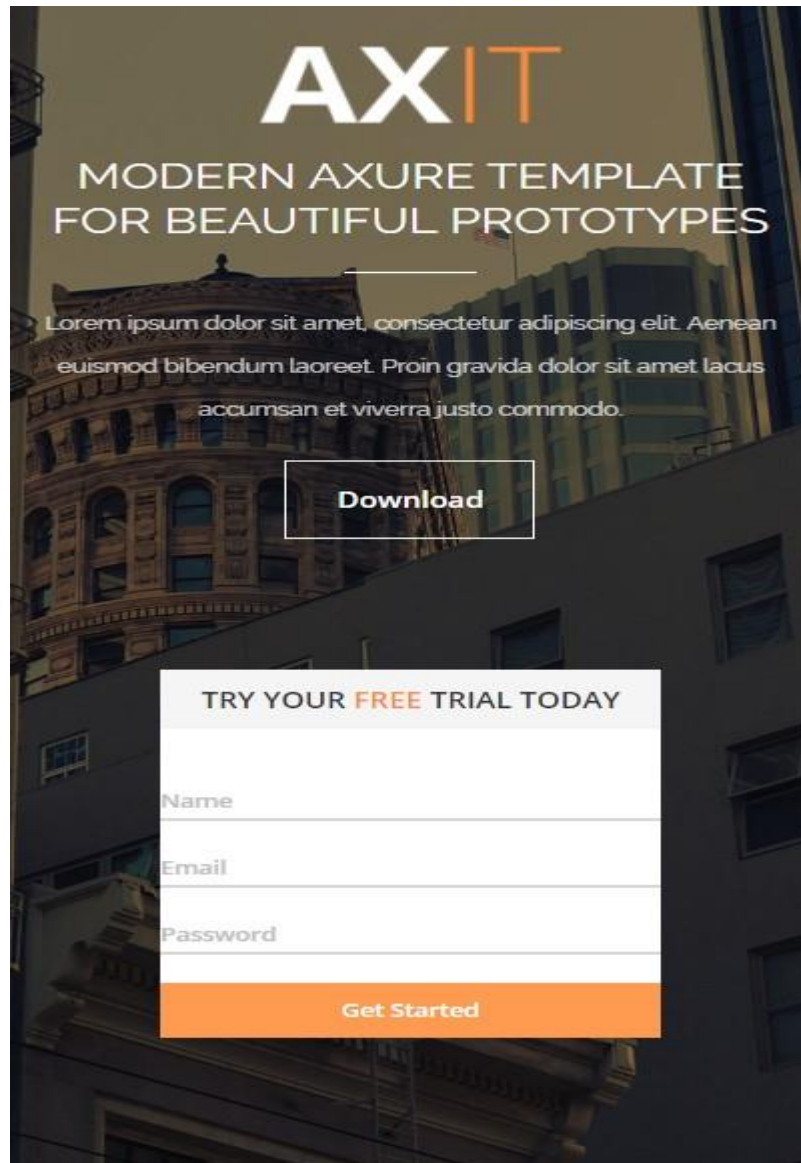 AXIT
MODERN AXURE TEMPLATE
FOR BEAUTIFUL PROTOTYPES
Lorem ipsum dolor sit amet, consectetur adipiscing elit. Aenean
euismod bibendum laoreet. Proin gravida dolor sit amet lacus
accumsan et viverra justo commodo.
Download
TRY YOUR FREE TRIAL TODAY
Name
Email
Password
Get Started